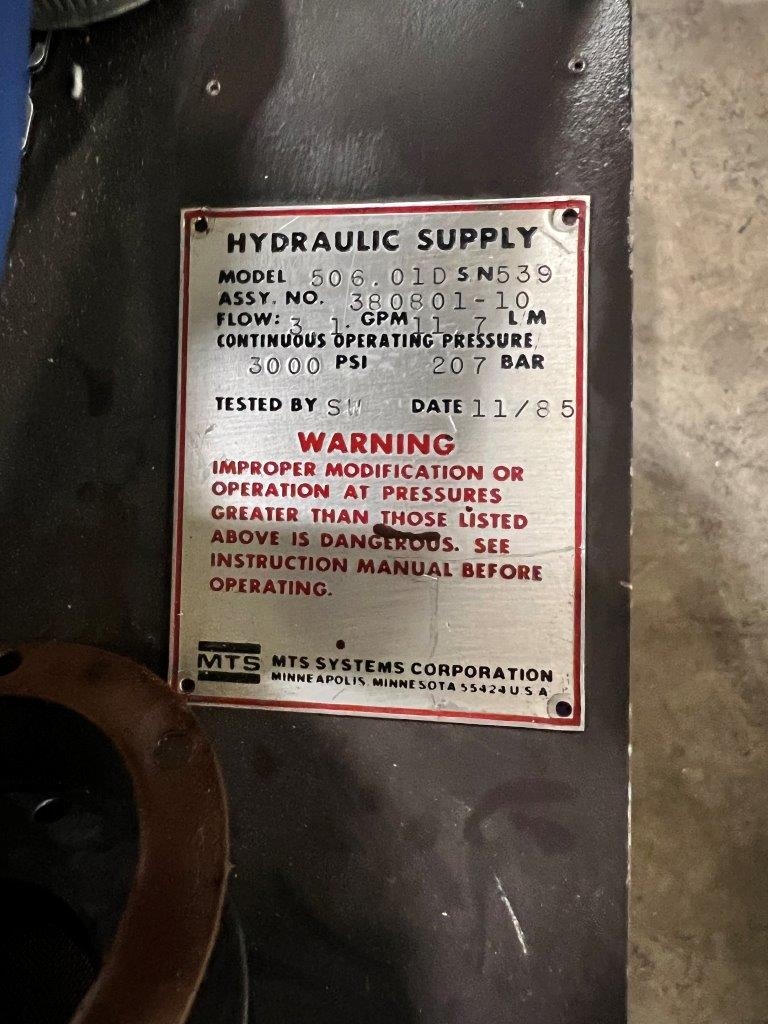 HYDRAULIC SUPPLY
MODEL 506.01D S N 539
ASSY. NO. 380801-10
FLOW: 3.1. GPM 11.7 L/M
CONTINUOUS OPERATING PRESSURE,
3000 PSI 207 BAR
TESTED BY SW DATE 11/85
WARNING
IMPROPER MODIFICATION OR
OPERATION AT PRESSURES
GREATER THAN THOSE LISTED
ABOVE IS DANGEROUS. SEE
INSTRUCTION MANUAL BEFORE
OPERATING.
MTS MTS SYSTEMS CORPORATION
MINNEAPOLIS, MINNESOTA 55424 U.S.A.